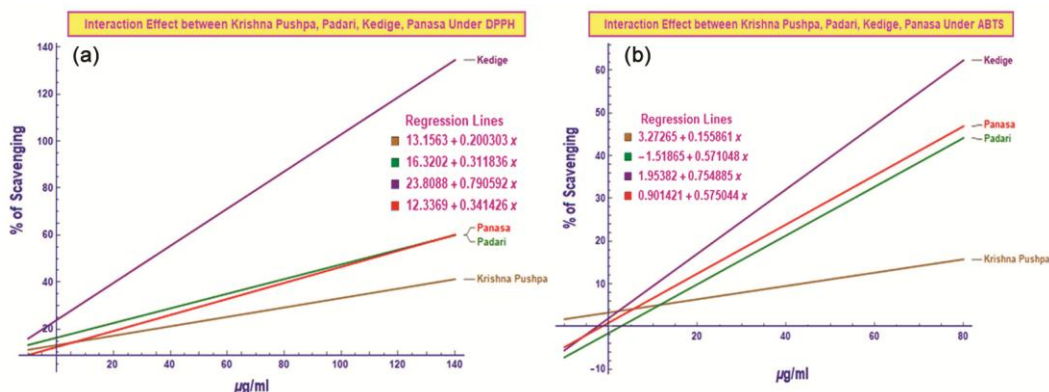 Interaction Effect between Krishna Pushpa, Padari, Kedige, Panasa Under DPPH
(a)
% of Scavenging
140
120
100
80
60
40
20
Kedige
Regression Lines
13.1563 + 0.200303 x
16.3202 + 0.311836 x
23.8088 + 0.790592 x
12.3369 + 0.341426 x
Panasa
Padari
Krishna Pushpa
0 20 40 60 80 100 120 140
µg/ml
Interaction Effect between Krishna Pushpa, Padari, Kedige, Panasa Under ABTS
(b)
% of Scavenging
60
50
40
30
20
10
-10
Kedige
Regression Lines
3.27265 + 0.155861 x
-1.51865 + 0.571048 x
1.95382 + 0.754885 x
0.901421 + 0.575044 x
Panasa
Padari
Krishna Pushpa
0 20 40 60 80
µg/ml